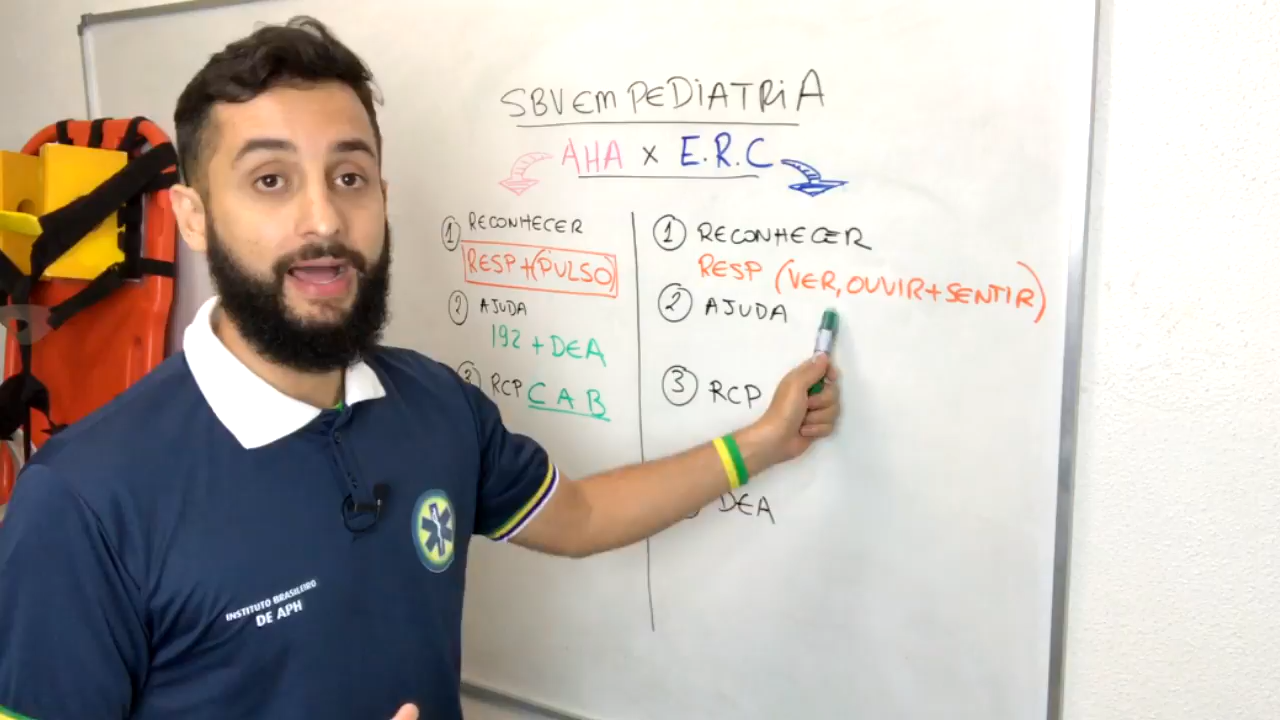 SBV EM PEDIATRIA
AHA x E.R.C
1 RECONHECER
RESP + (PULSO)
2 AJUDA
192 + DEA
3 RCP C A B
1 RECONHECER
RESP (VER, OUVIR + SENTIR)
2 AJUDA
3 RCP
DEA
INSTITUTO BRASILEIRO
DE APH